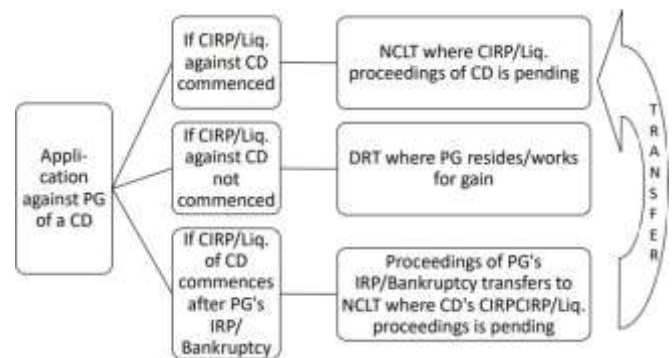 Appli-
cation
against PG
of a CD
If CIRP/Liq.
against CD
commenced
NCLT where CIRP/Liq.
proceedings of CD is pending
If CIRP/Liq.
against CD
not
commenced
DRT where PG resides/works
for gain
If CIRP/Liq.
of CD
commences
after PG's
IRP/
Bankruptcy
Proceedings of PG's
IRP/Bankruptcy transfers to
NCLT where CD's CIRPCIRP/Liq.
proceedings is pending
TRANSFER